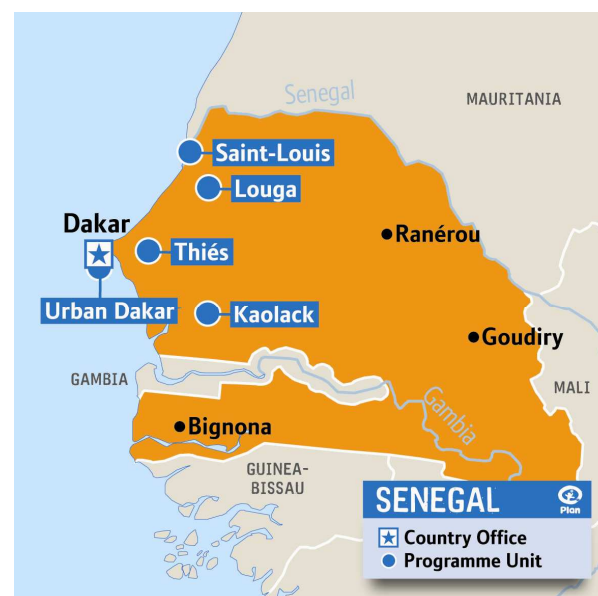 Senegal
MAURITANIA
Saint-Louis
Louga
Dakar
Ranérou
Thiés
Urban Dakar
Kaolack
Goudiry
GAMBIA
MALI
Gambia
Bignona
GUINEA-
BISSAU
SENEGAL
Plan
Country Office
Programme Unit